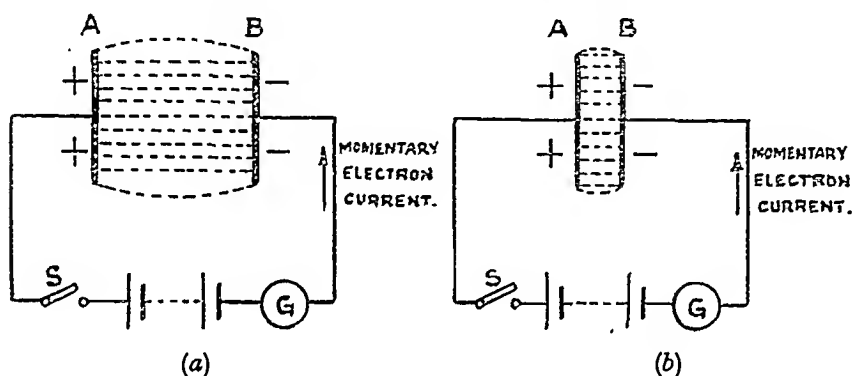 A B
+ −
+ −
MOMENTARY
ELECTRON
CURRENT.
S
G
(a)
A B
+ −
+ −
MOMENTARY
ELECTRON
CURRENT.
S
G
(b)